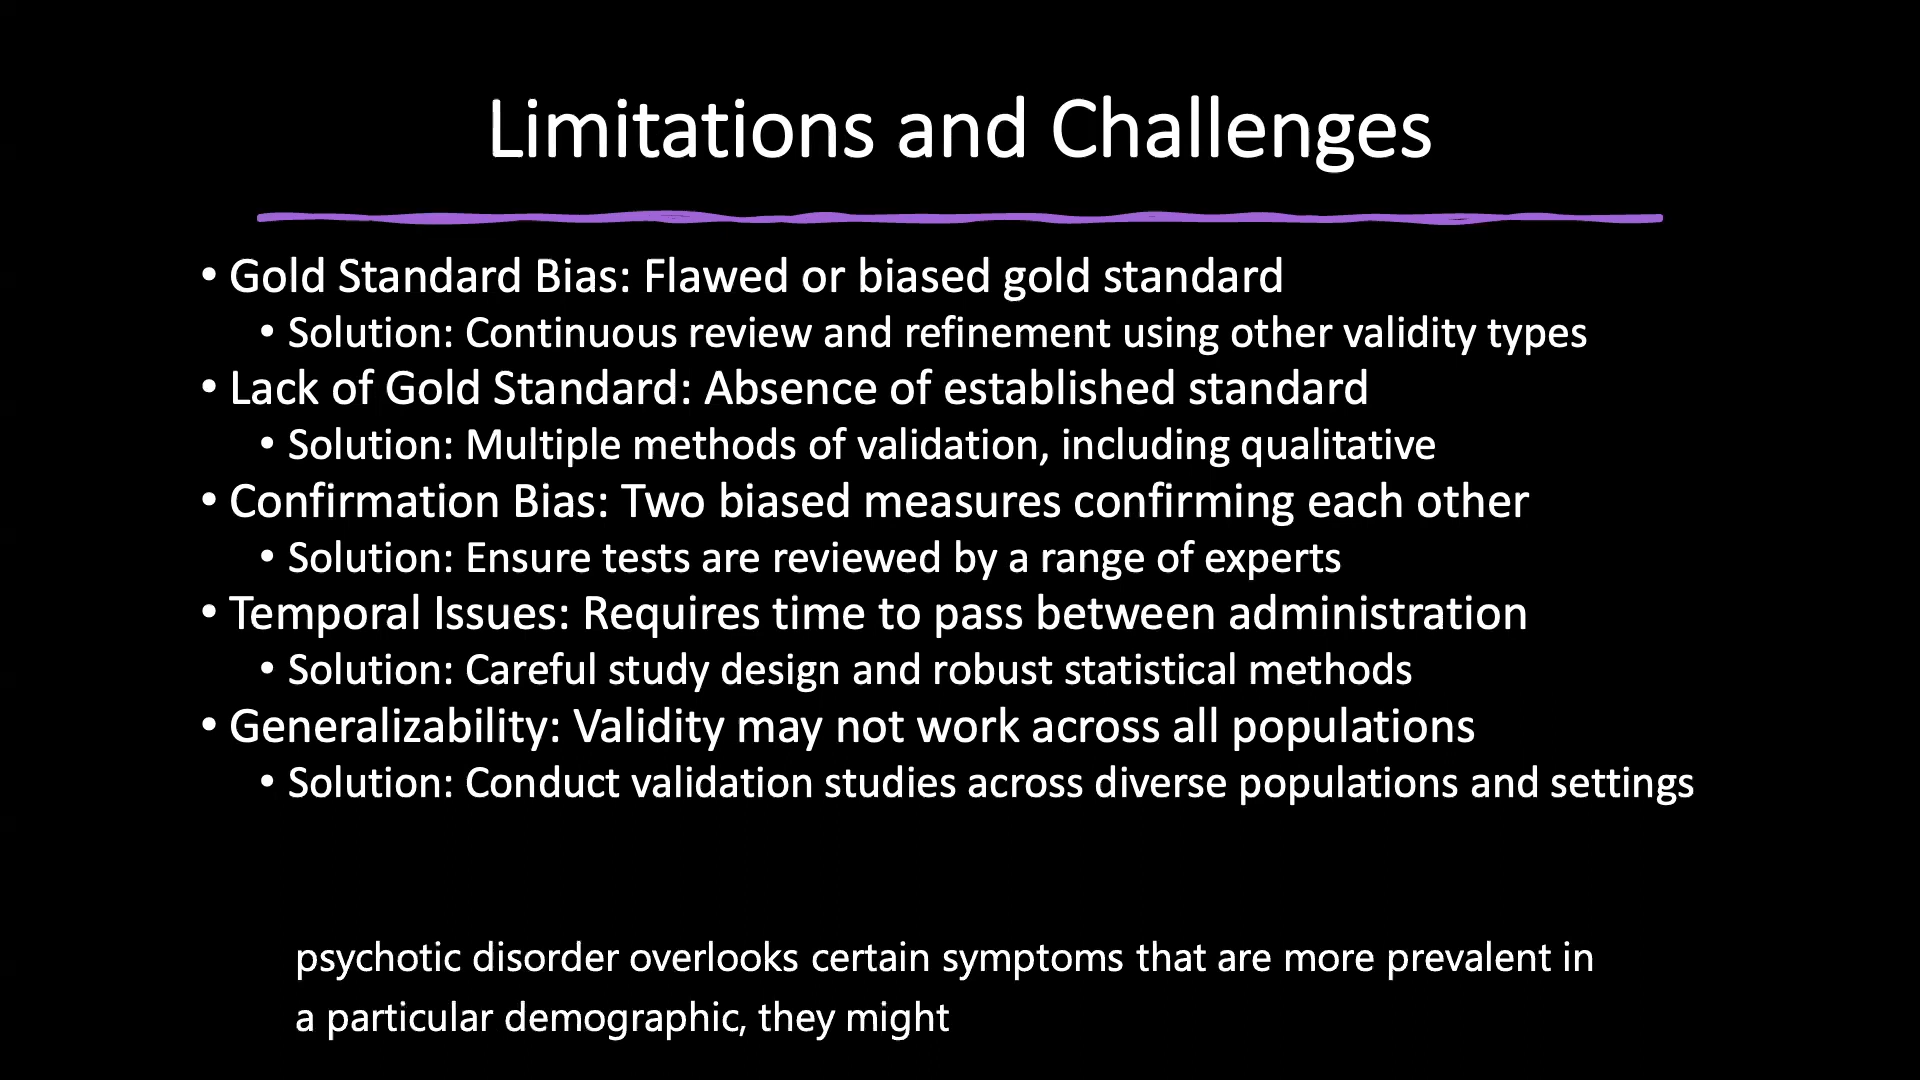 Limitations and Challenges
• Gold Standard Bias: Flawed or biased gold standard
• Solution: Continuous review and refinement using other validity types
• Lack of Gold Standard: Absence of established standard
• Solution: Multiple methods of validation, including qualitative
• Confirmation Bias: Two biased measures confirming each other
• Solution: Ensure tests are reviewed by a range of experts
• Temporal Issues: Requires time to pass between administration
• Solution: Careful study design and robust statistical methods
• Generalizability: Validity may not work across all populations
• Solution: Conduct validation studies across diverse populations and settings
psychotic disorder overlooks certain symptoms that are more prevalent in
a particular demographic, they might